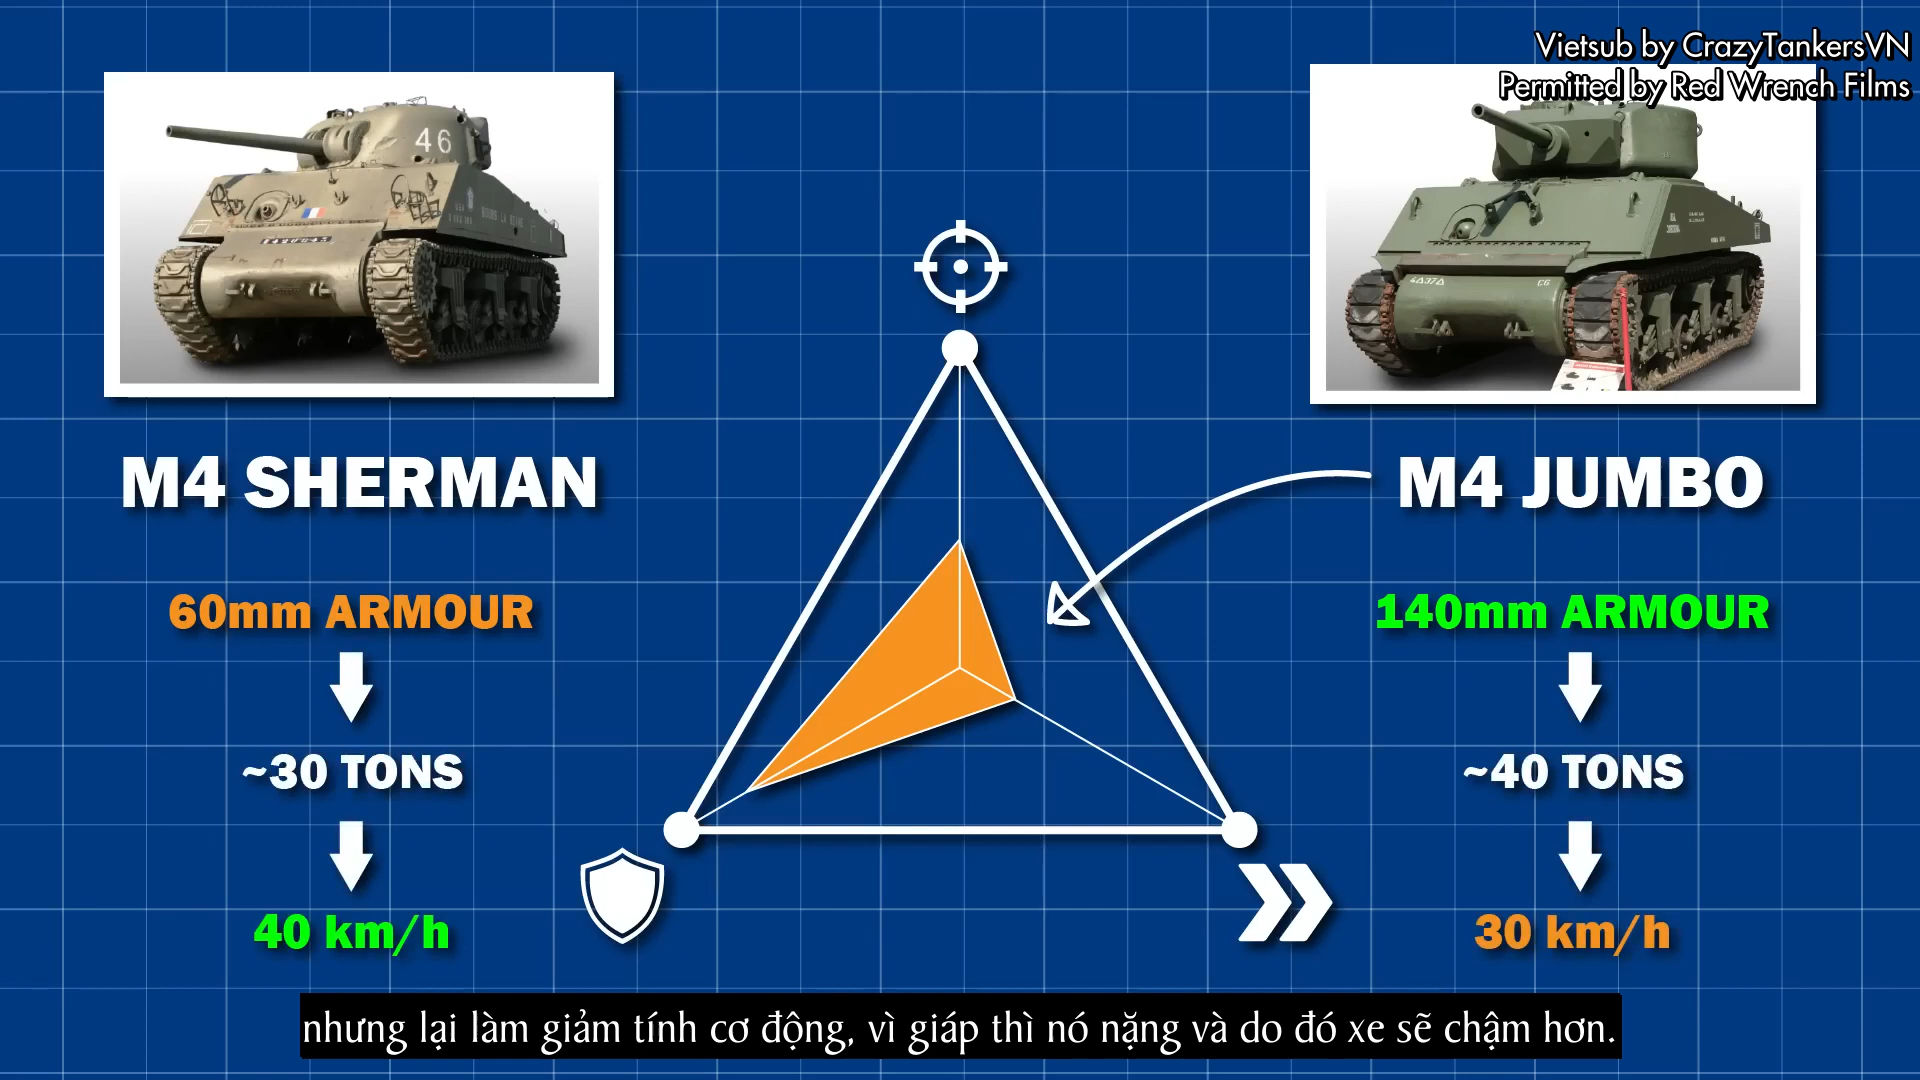 Vietsub by CrazyTankersVN
Permitted by Red Wrench Films
46
M4 SHERMAN
60mm ARMOUR
~30 TONS
40 km/h
M4 JUMBO
140mm ARMOUR
~40 TONS
30 km/h
nhưng lại làm giảm tính cơ động, vì giáp thì nó nặng và do đó xe sẽ chậm hơn.